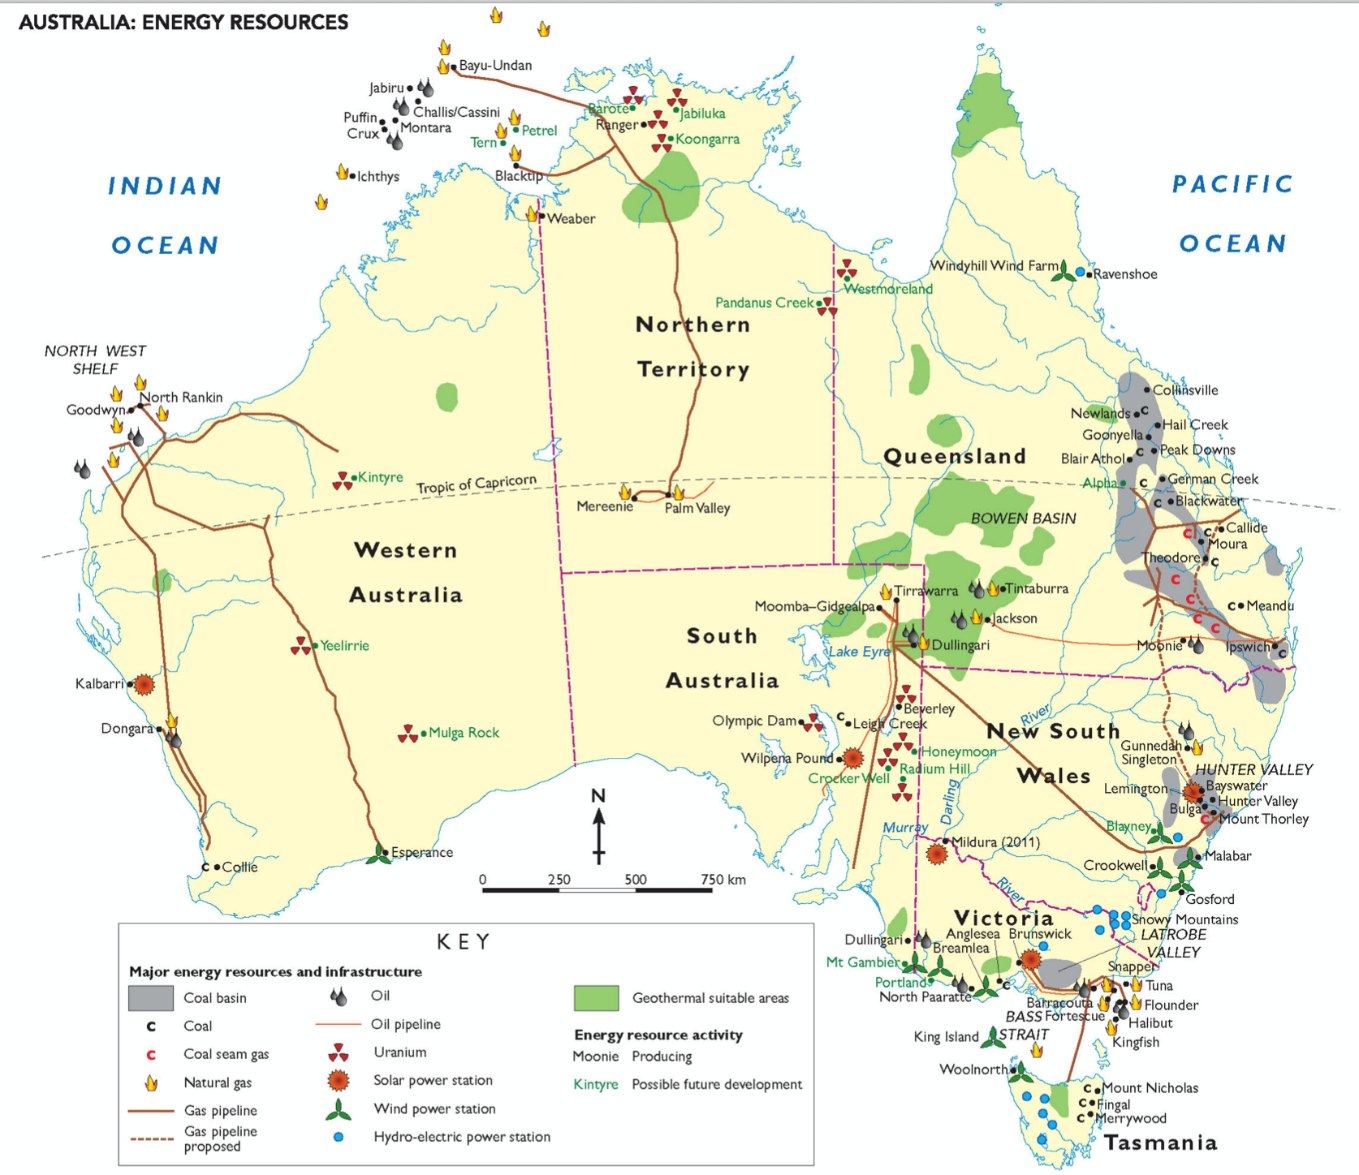 AUSTRALIA: ENERGY RESOURCES
Bayu-Undan
Jabiru
Challis/Cassini
Puffin
Montara
Crux
Petrel
Tern
Blacktip
Ichthys
Weaber
Barote
Jabiluka
Ranger
Koongarra
INDIAN
OCEAN
PACIFIC
OCEAN
Windyhill Wind Farm
Ravenshoe
Westmoreland
Pandanus Creek
Northern
Territory
NORTH WEST
SHELF
North Rankin
Goodwyn
Collinsville
Newlands
C
Hail Creek
Goonyella
Blair Athol
C
Peak Downs
Queensland
Kintyre
Tropic of Capricorn
Alpha
C
German Creek
C
Blackwater
Mereenie
Palm Valley
BOWEN BASIN
C
C
Callide
Moura
Theodore
C
Western
Australia
C
C
C
Meandu
C
C
Tirrawarra
Tintaburra
Moomba–Gidgealpa
Jackson
South
Australia
Lake Eyre
Dullingari
Moonie
Ipswich
C
Yeelirrie
Kalbarri
Dongara
Mulga Rock
Beverley
Olympic Dam
C
Leigh Creek
Wilpena Pound
Honeymoon
Crocker Well
Radium Hill
River
Darling
New South
Wales
Gunnedah
Singleton
HUNTER VALLEY
Lemington
Bayswater
Hunter Valley
Bulga
C
Mount Thorley
Blayney
Murray
River
Mildura (2011)
Crookwell
Malabar
Gosford
N
Esperance
C
Collie
0
250
500
750 km
Victoria
Snowy Mountains
LATROBE
VALLEY
Dullingari
Anglesea
Brunswick
Breamlea
Mt Gambier
Portland
North Paaratte
C
Snapper
Tuna
Barracouta
Flounder
BASS
STRAIT
Fortescue
Halibut
Kingfish
King Island
Woolnorth
C
Mount Nicholas
C
Fingal
C
Merrywood
Tasmania
KEY
Major energy resources and infrastructure
Coal basin
C
Coal
C
Coal seam gas
Natural gas
Gas pipeline
Gas pipeline
proposed
Oil
Oil pipeline
Uranium
Solar power station
Wind power station
Hydro-electric power station
Geothermal suitable areas
Energy resource activity
Moonie Producing
Kintyre Possible future development